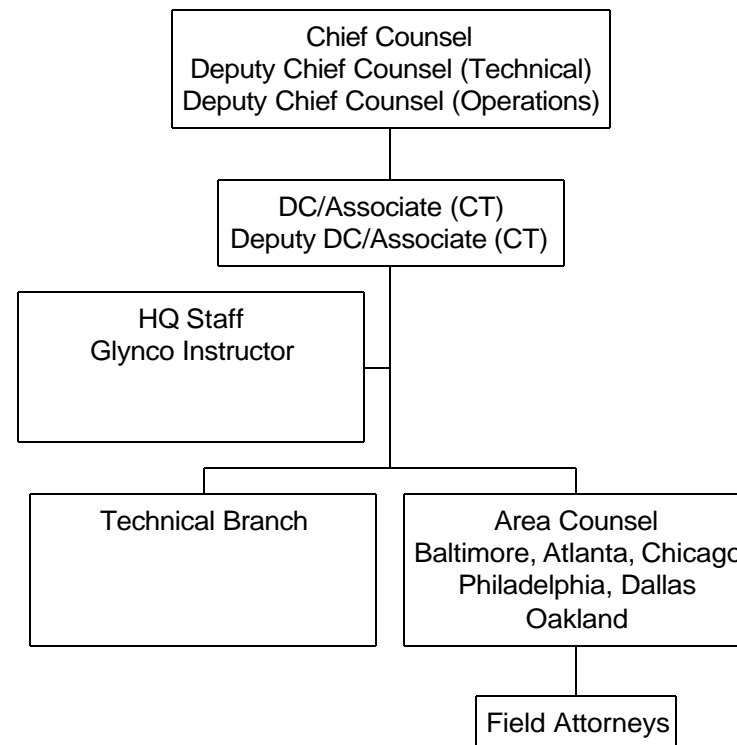 Chief Counsel
Deputy Chief Counsel (Technical)
Deputy Chief Counsel (Operations)
DC/Associate (CT)
Deputy DC/Associate (CT)
HQ Staff
Glynco Instructor
Technical Branch
Area Counsel
Baltimore, Atlanta, Chicago
Philadelphia, Dallas
Oakland
Field Attorneys